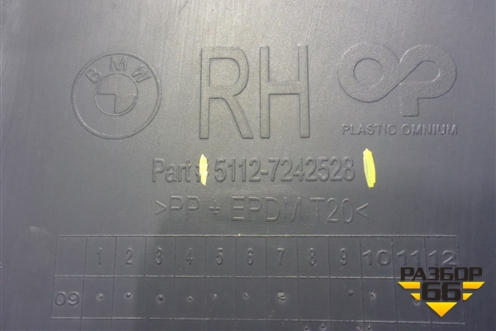 BMW
RH
PLASTIC OMNIUM
Part # 5112-7242528
>PP + EPDM T20<
1 2 3 4 5 6 7 8 9 10 11 12
09
РАЗБОР
66